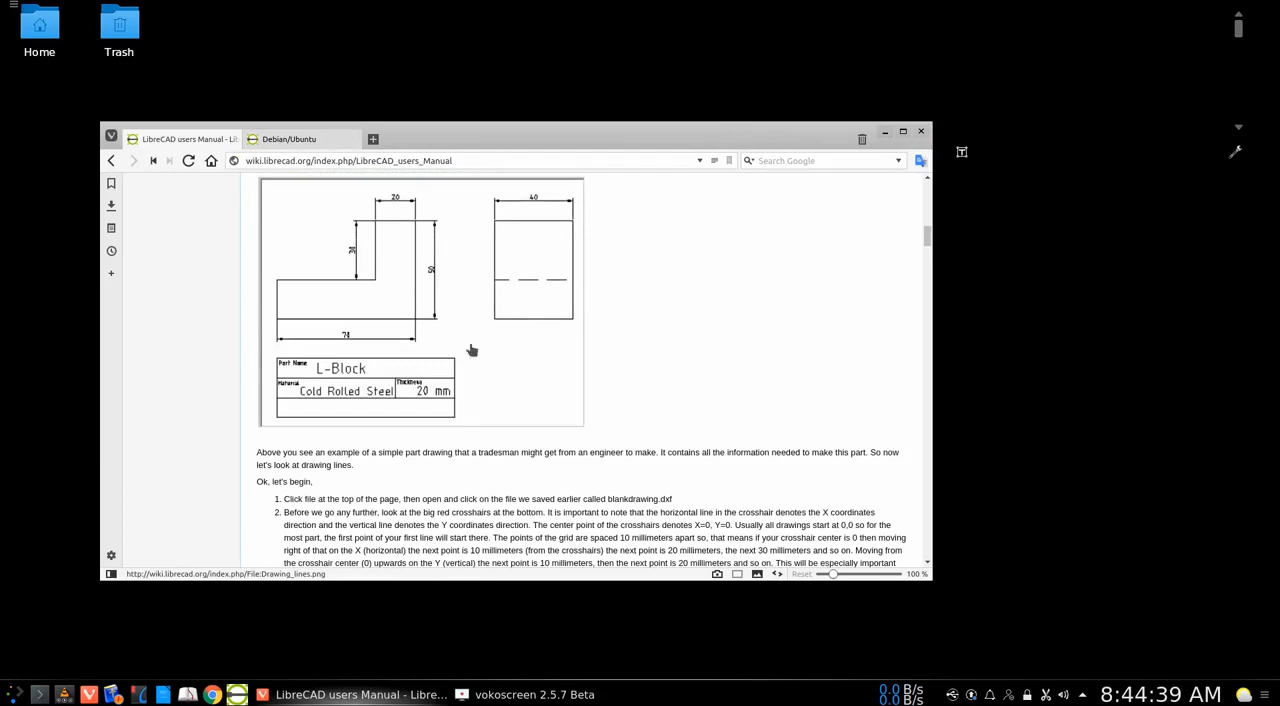 Home
Trash
LibreCAD users Manual - Lib
Debian/Ubuntu
wiki.librecad.org/index.php/LibreCAD_users_Manual
Search Google
20
40
50
Part Name
L-Block
Material
Cold Rolled Steel
Thickness
20 mm
Above you see an example of a simple part drawing that a tradesman might get from an engineer to make. It contains all the information needed to make this part. So now
let's look at drawing lines.
Ok, let's begin,
1. Click file at the top of the page, then open and click on the file we saved earlier called blankdrawing.dxf
2. Before we go any further, look at the big red crosshairs at the bottom. It is important to note that the horizontal line in the crosshair denotes the X coordinates
direction and the vertical line denotes the Y coordinates direction. The center point of the crosshairs denotes X=0, Y=0. Usually all drawings start at 0,0 so for the
most part, the first point of your first line will start there. The points of the grid are spaced 10 millimeters apart so, that means if your crosshair center is 0 then moving
right of that on the X (horizontal) the next point is 10 millimeters (from the crosshairs) the next point is 20 millimeters, the next 30 millimeters and so on. Moving from
the crosshair center (0) upwards on the Y (vertical) the next point is 10 millimeters, then the next point is 20 millimeters and so on. This will be especially important
http://wiki.librecad.org/index.php/File:Drawing_lines.png
Reset
100 %
LibreCAD users Manual - Libre...
vokoscreen 2.5.7 Beta
0.0 B/s
0.0 B/s
8:44:39 AM